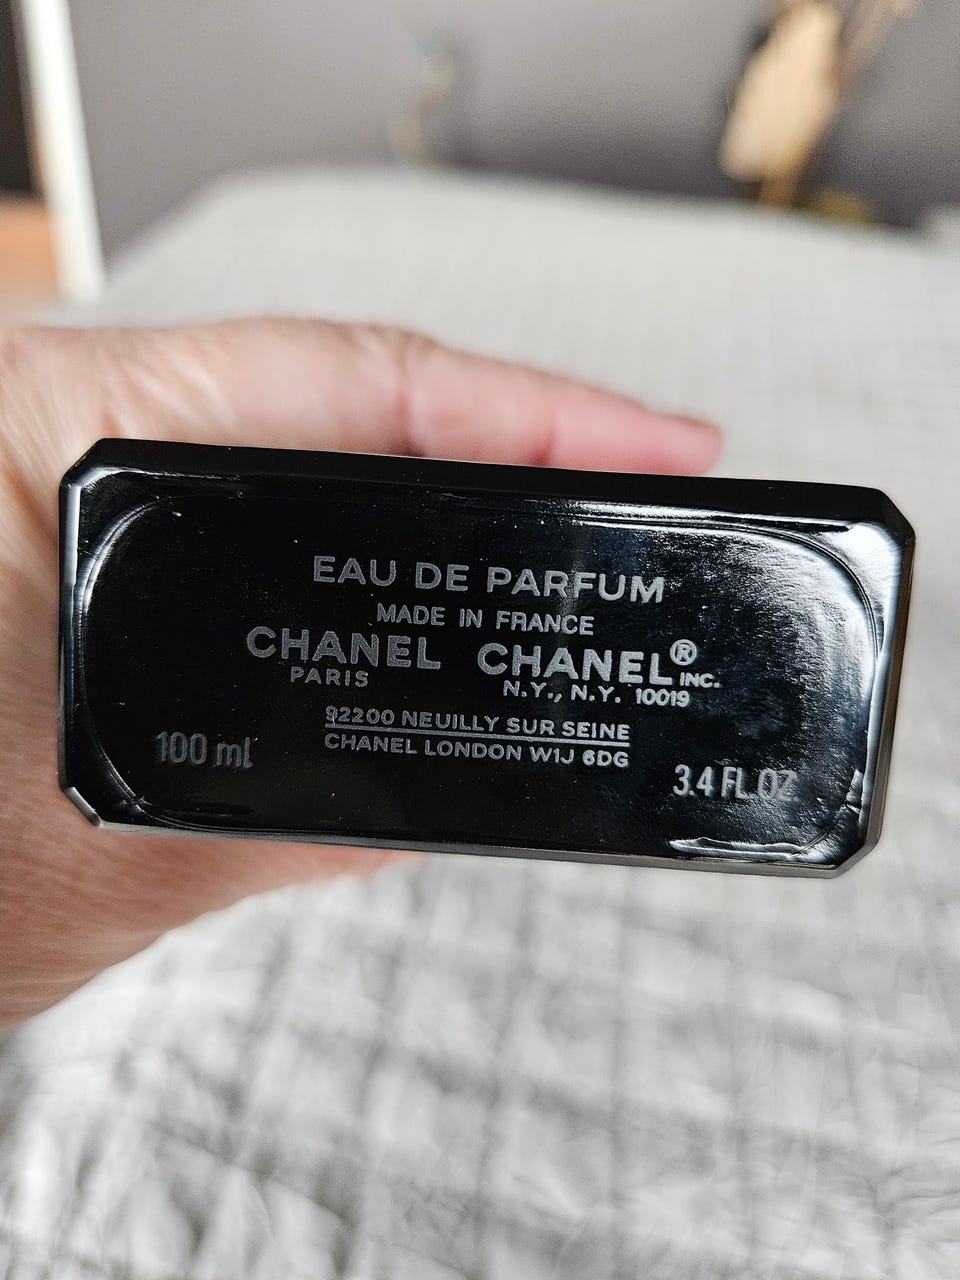 EAU DE PARFUM
MADE IN FRANCE
CHANEL CHANEL® INC.
PARIS N.Y., N.Y. 10019
92200 NEUILLY SUR SEINE
CHANEL LONDON W1J 6DG
100 ml 3.4 FL.OZ